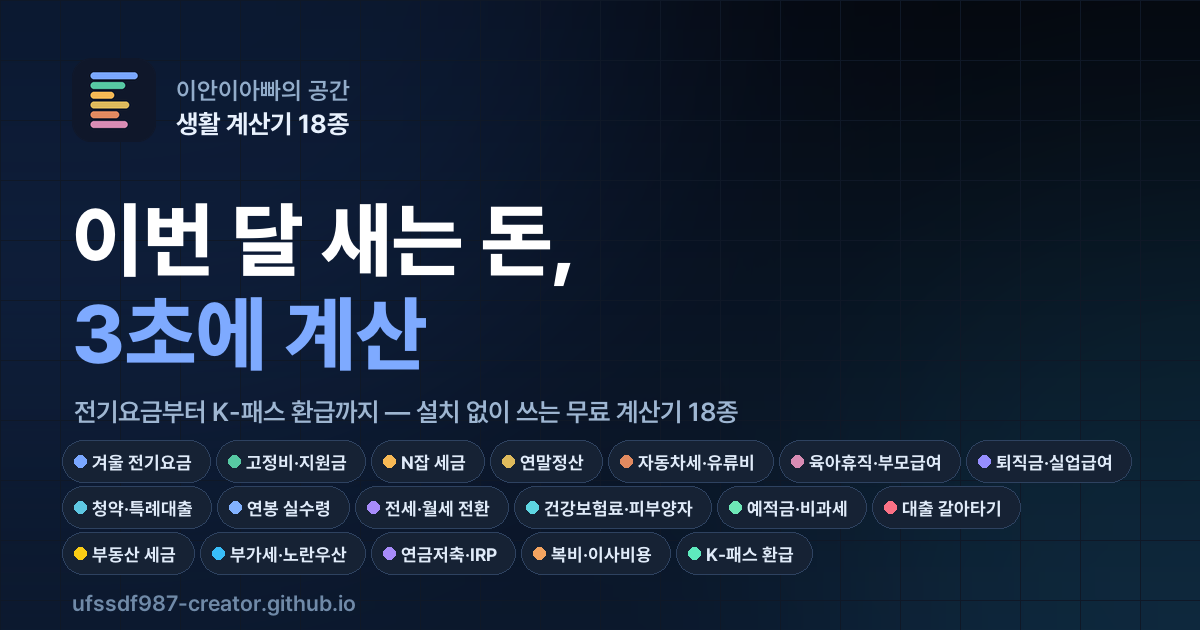 이안이아빠의 공간
생활 계산기 18종
이번 달 새는 돈,
3초에 계산
전기요금부터 K-패스 환급까지 — 설치 없이 쓰는 무료 계산기 18종
겨울 전기요금 고정비·지원금 N잡 세금 연말정산 자동차세·유류비 육아휴직·부모급여 퇴직금·실업급여
청약·특례대출 연봉 실수령 전세·월세 전환 건강보험료·피부양자 예적금·비과세 대출 갈아타기
부동산 세금 부가세·노란우산 연금저축·IRP 복비·이사비용 K-패스 환급
ufssdf987-creator.github.io